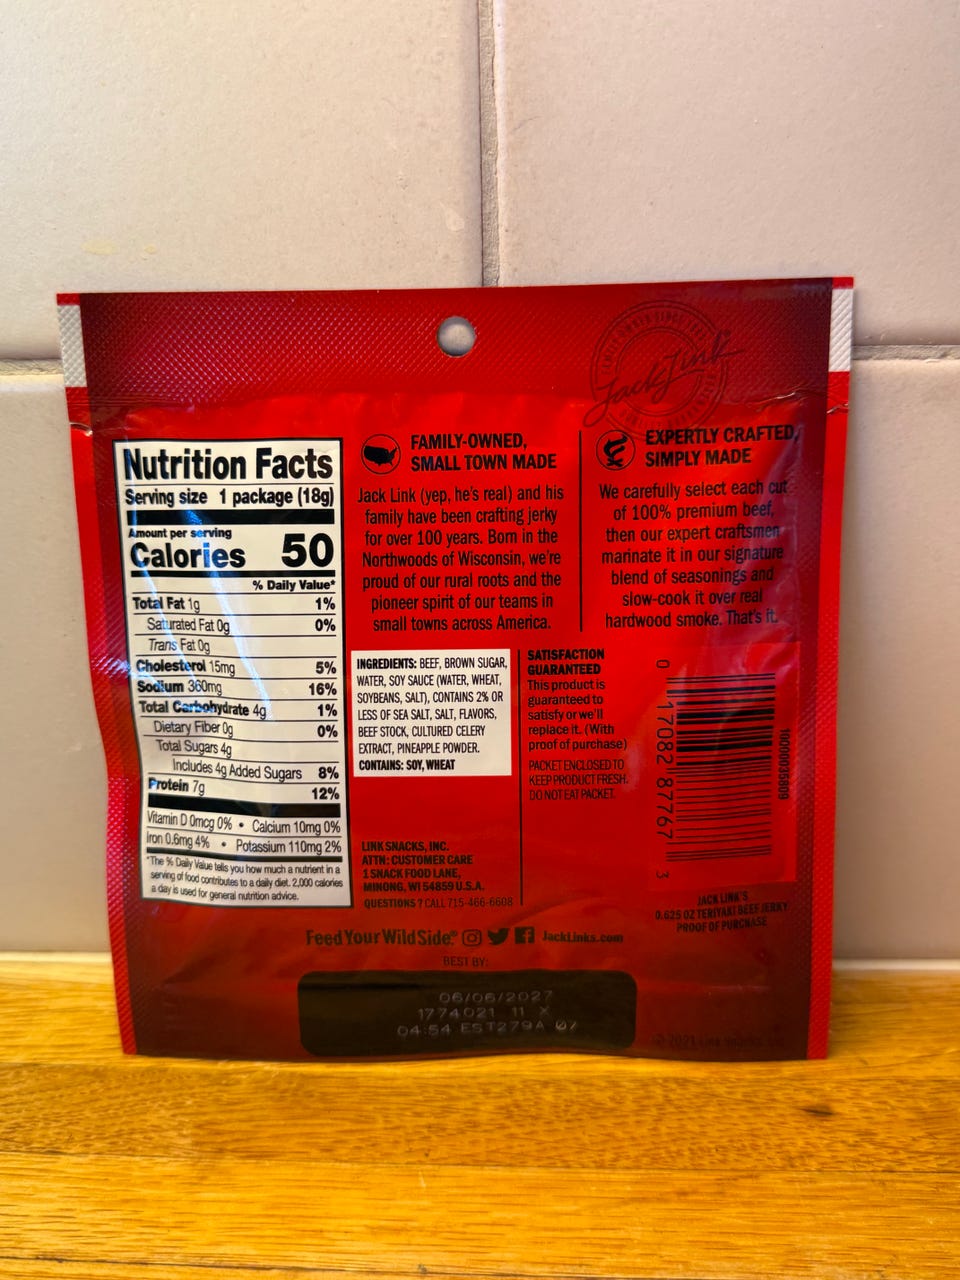 Jack Link
Nutrition Facts
Serving size 1 package (18g)
Amount per serving
Calories 50
% Daily Value*
Total Fat 1g 1%
Saturated Fat 0g 0%
Trans Fat 0g
Cholesterol 15mg 5%
Sodium 360mg 16%
Total Carbohydrate 4g 1%
Dietary Fiber 0g 0%
Total Sugars 4g
Includes 4g Added Sugars 8%
Protein 7g 12%
Vitamin D 0mcg 0% • Calcium 10mg 0%
Iron 0.6mg 4% • Potassium 110mg 2%
*The % Daily Value tells you how much a nutrient in a
serving of food contributes to a daily diet. 2,000 calories
a day is used for general nutrition advice.
FAMILY-OWNED,
SMALL TOWN MADE
Jack Link (yep, he's real) and his
family have been crafting jerky
for over 100 years. Born in the
Northwoods of Wisconsin, we're
proud of our rural roots and the
pioneer spirit of our teams in
small towns across America.
EXPERTLY CRAFTED,
SIMPLY MADE
We carefully select each cut
of 100% premium beef,
then our expert craftsmen
marinate it in our signature
blend of seasonings and
slow-cook it over real
hardwood smoke. That's it.
INGREDIENTS: BEEF, BROWN SUGAR,
WATER, SOY SAUCE (WATER, WHEAT,
SOYBEANS, SALT), CONTAINS 2% OR
LESS OF SEA SALT, SALT, FLAVORS,
BEEF STOCK, CULTURED CELERY
EXTRACT, PINEAPPLE POWDER.
CONTAINS: SOY, WHEAT
SATISFACTION
GUARANTEED
This product is
guaranteed to
satisfy or we'll
replace it. (With
proof of purchase)
PACKET ENCLOSED TO
KEEP PRODUCT FRESH.
DO NOT EAT PACKET.
0 17082 87767 3
10000035809
LINK SNACKS, INC.
ATTN: CUSTOMER CARE
1 SNACK FOOD LANE,
MINONG, WI 54859 U.S.A.
QUESTIONS? CALL 715-466-6608
JACK LINK'S
0.625 OZ TERIYAKI BEEF JERKY
PROOF OF PURCHASE
Feed Your Wild Side.® JackLinks.com
BEST BY:
06/06/2027
1774021 11 X
04:54 EST279A 07
© 2021 Link Snacks, Inc.